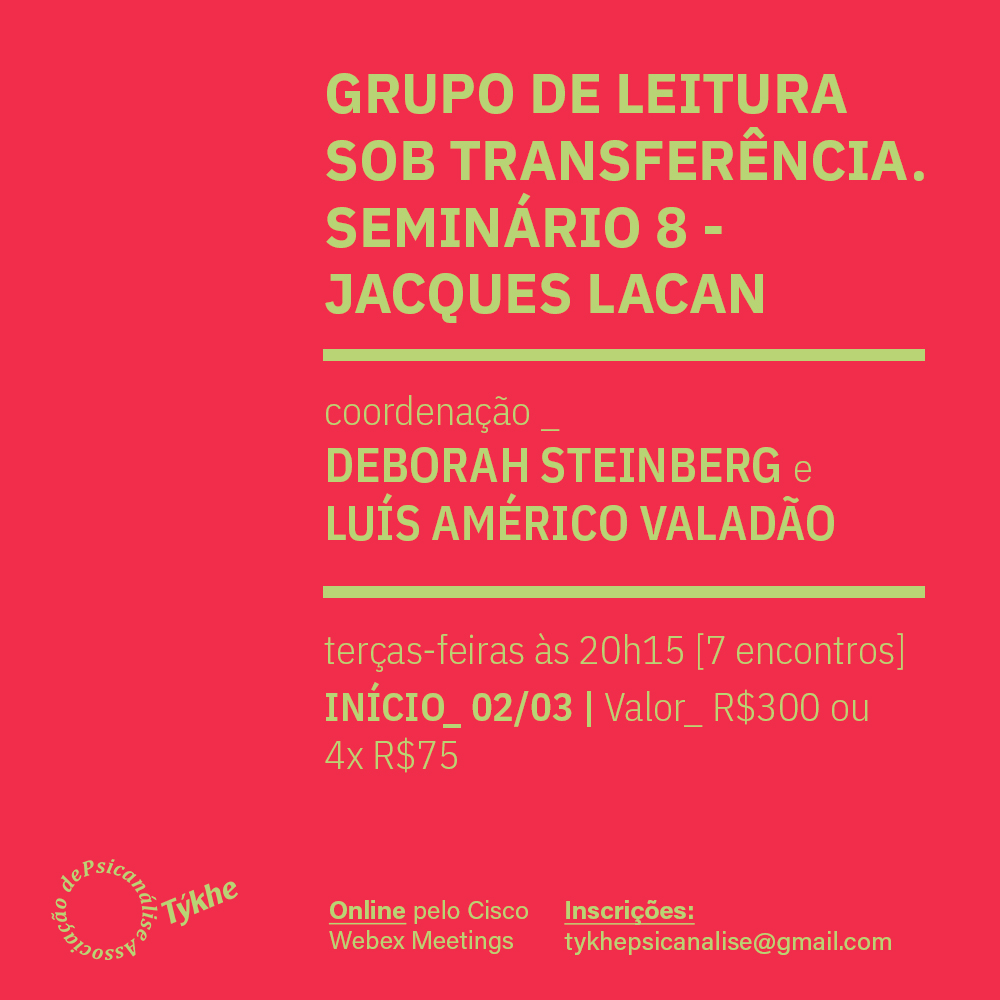 GRUPO DE LEITURA
SOB TRANSFERÊNCIA.
SEMINÁRIO 8 -
JACQUES LACAN
coordenação _
DEBORAH STEINBERG e
LUÍS AMÉRICO VALADÃO
terças-feiras às 20h15 [7 encontros]
INÍCIO_ 02/03 | Valor_ R$300 ou
4x R$75
Associação de Psicanálise
Týkhe
Online pelo Cisco
Webex Meetings
Inscrições:
tykhepsicanalise@gmail.com